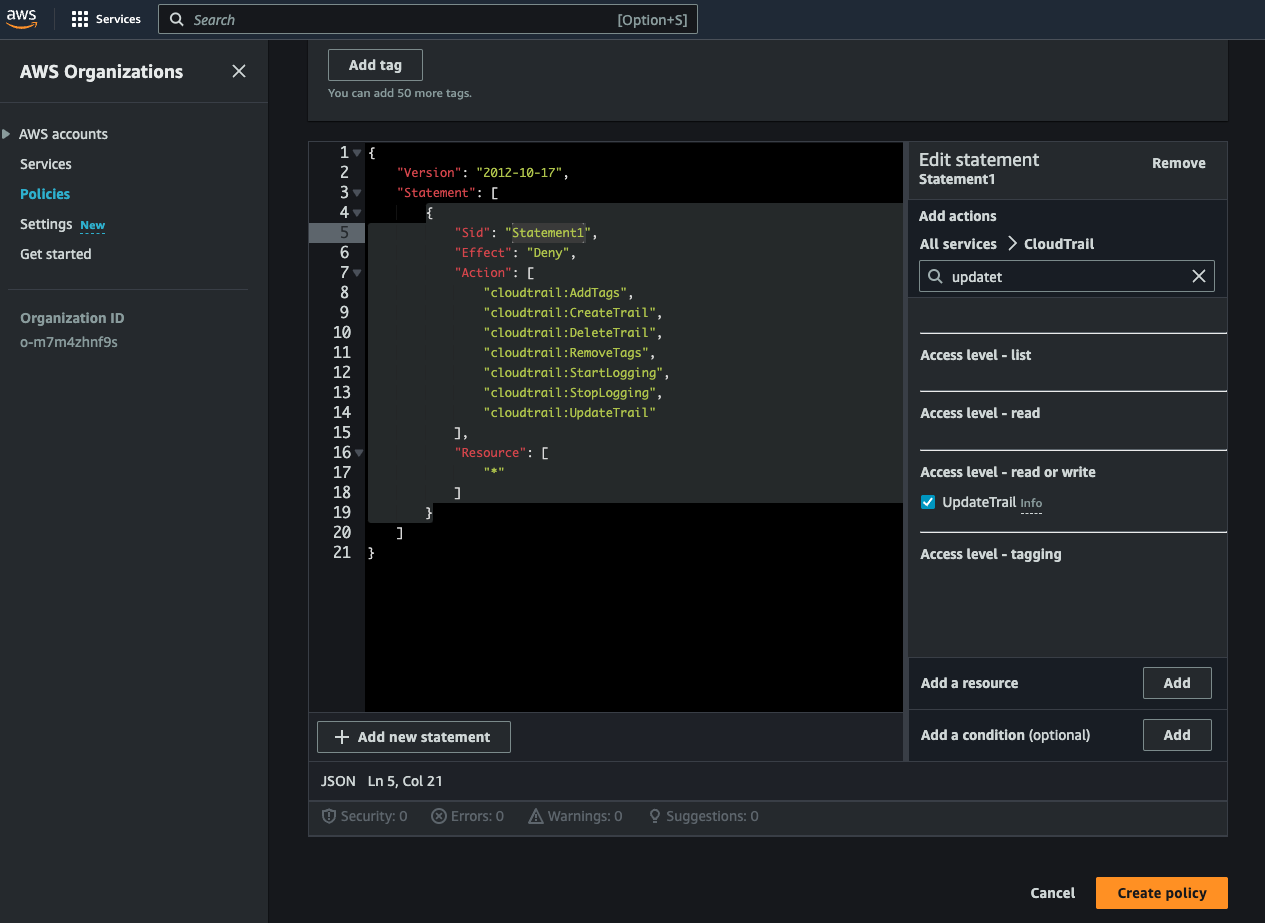 aws
Services
Search
[Option+S]
AWS Organizations
AWS accounts
Services
Policies
Settings New
Get started
Organization ID
o-m7m4zhnf9s
Add tag
You can add 50 more tags.
1 {
2 "Version": "2012-10-17",
3 "Statement": [
4 {
5 "Sid": "Statement1",
6 "Effect": "Deny",
7 "Action": [
8 "cloudtrail:AddTags",
9 "cloudtrail:CreateTrail",
10 "cloudtrail:DeleteTrail",
11 "cloudtrail:RemoveTags",
12 "cloudtrail:StartLogging",
13 "cloudtrail:StopLogging",
14 "cloudtrail:UpdateTrail"
15 ],
16 "Resource": [
17 "*"
18 ]
19 }
20 ]
21 }
Add new statement
JSON Ln 5, Col 21
Security: 0 Errors: 0 Warnings: 0 Suggestions: 0
Edit statement
Remove
Statement1
Add actions
All services > CloudTrail
updatet
Access level - list
Access level - read
Access level - read or write
UpdateTrail Info
Access level - tagging
Add a resource
Add
Add a condition (optional)
Add
Cancel
Create policy